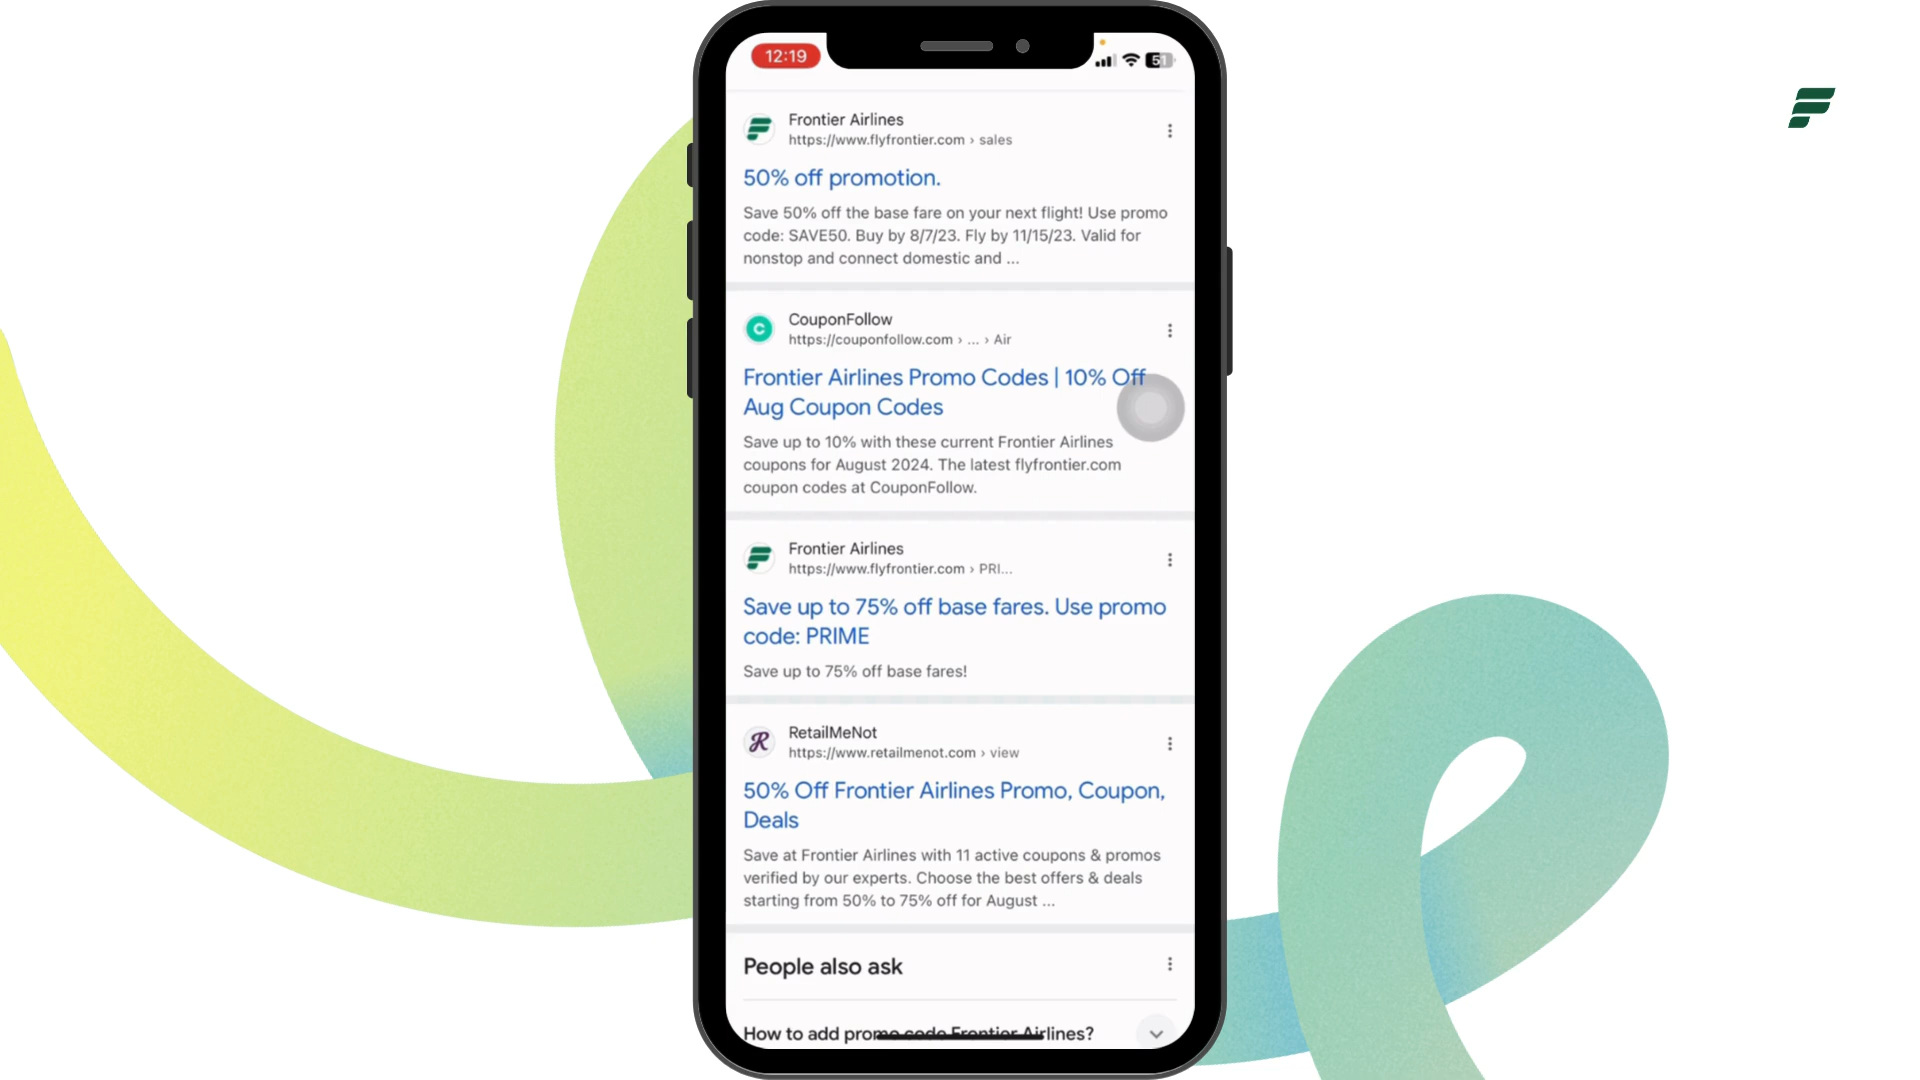 12:19
51
Frontier Airlines
https://www.flyfrontier.com › sales
50% off promotion.
Save 50% off the base fare on your next flight! Use promo
code: SAVE50. Buy by 8/7/23. Fly by 11/15/23. Valid for
nonstop and connect domestic and ...
C
CouponFollow
https://couponfollow.com › ... › Air
Frontier Airlines Promo Codes | 10% Off
Aug Coupon Codes
Save up to 10% with these current Frontier Airlines
coupons for August 2024. The latest flyfrontier.com
coupon codes at CouponFollow.
Frontier Airlines
https://www.flyfrontier.com › PRI...
Save up to 75% off base fares. Use promo
code: PRIME
Save up to 75% off base fares!
R
RetailMeNot
https://www.retailmenot.com › view
50% Off Frontier Airlines Promo, Coupon,
Deals
Save at Frontier Airlines with 11 active coupons & promos
verified by our experts. Choose the best offers & deals
starting from 50% to 75% off for August ...
People also ask
How to add promo code Frontier Airlines?